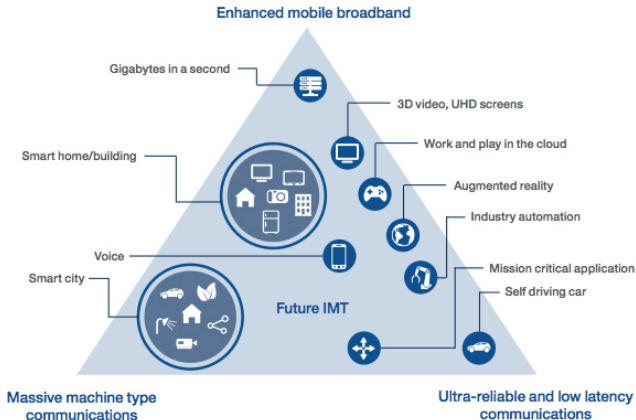 Enhanced mobile broadband
Gigabytes in a second
3D video, UHD screens
Smart home/building
Work and play in the cloud
Augmented reality
Industry automation
Voice
Mission critical application
Smart city
Self driving car
Future IMT
Massive machine type
communications
Ultra-reliable and low latency
communications